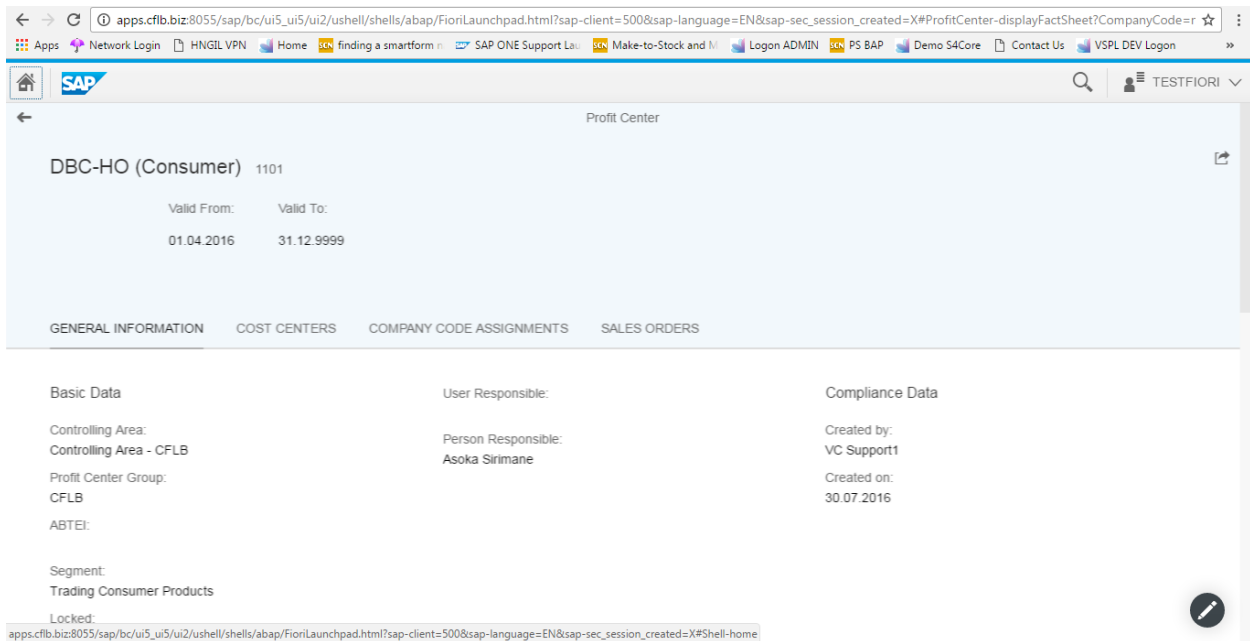 apps.cflb.biz:8055/sap/bc/ui5_ui5/ui2/ushell/shells/abap/FioriLaunchpad.html?sap-client=500&sap-language=EN&sap-sec_session_created=X#ProfitCenter-displayFactSheet?CompanyCode=r
Apps Network Login HNGIL VPN Home SCN finding a smartform n SAP ONE Support Lau SCN Make-to-Stock and M Logon ADMIN SCN PS BAP Demo S4Core Contact Us VSPL DEV Logon »
SAP TESTFIORI
Profit Center
DBC-HO (Consumer) 1101
Valid From: Valid To:
01.04.2016 31.12.9999
GENERAL INFORMATION COST CENTERS COMPANY CODE ASSIGNMENTS SALES ORDERS
Basic Data
Controlling Area:
Controlling Area - CFLB
Profit Center Group:
CFLB
ABTEI:
Segment:
Trading Consumer Products
Locked:
User Responsible:
Person Responsible:
Asoka Sirimane
Compliance Data
Created by:
VC Support1
Created on:
30.07.2016
apps.cflb.biz:8055/sap/bc/ui5_ui5/ui2/ushell/shells/abap/FioriLaunchpad.html?sap-client=500&sap-language=EN&sap-sec_session_created=X#Shell-home